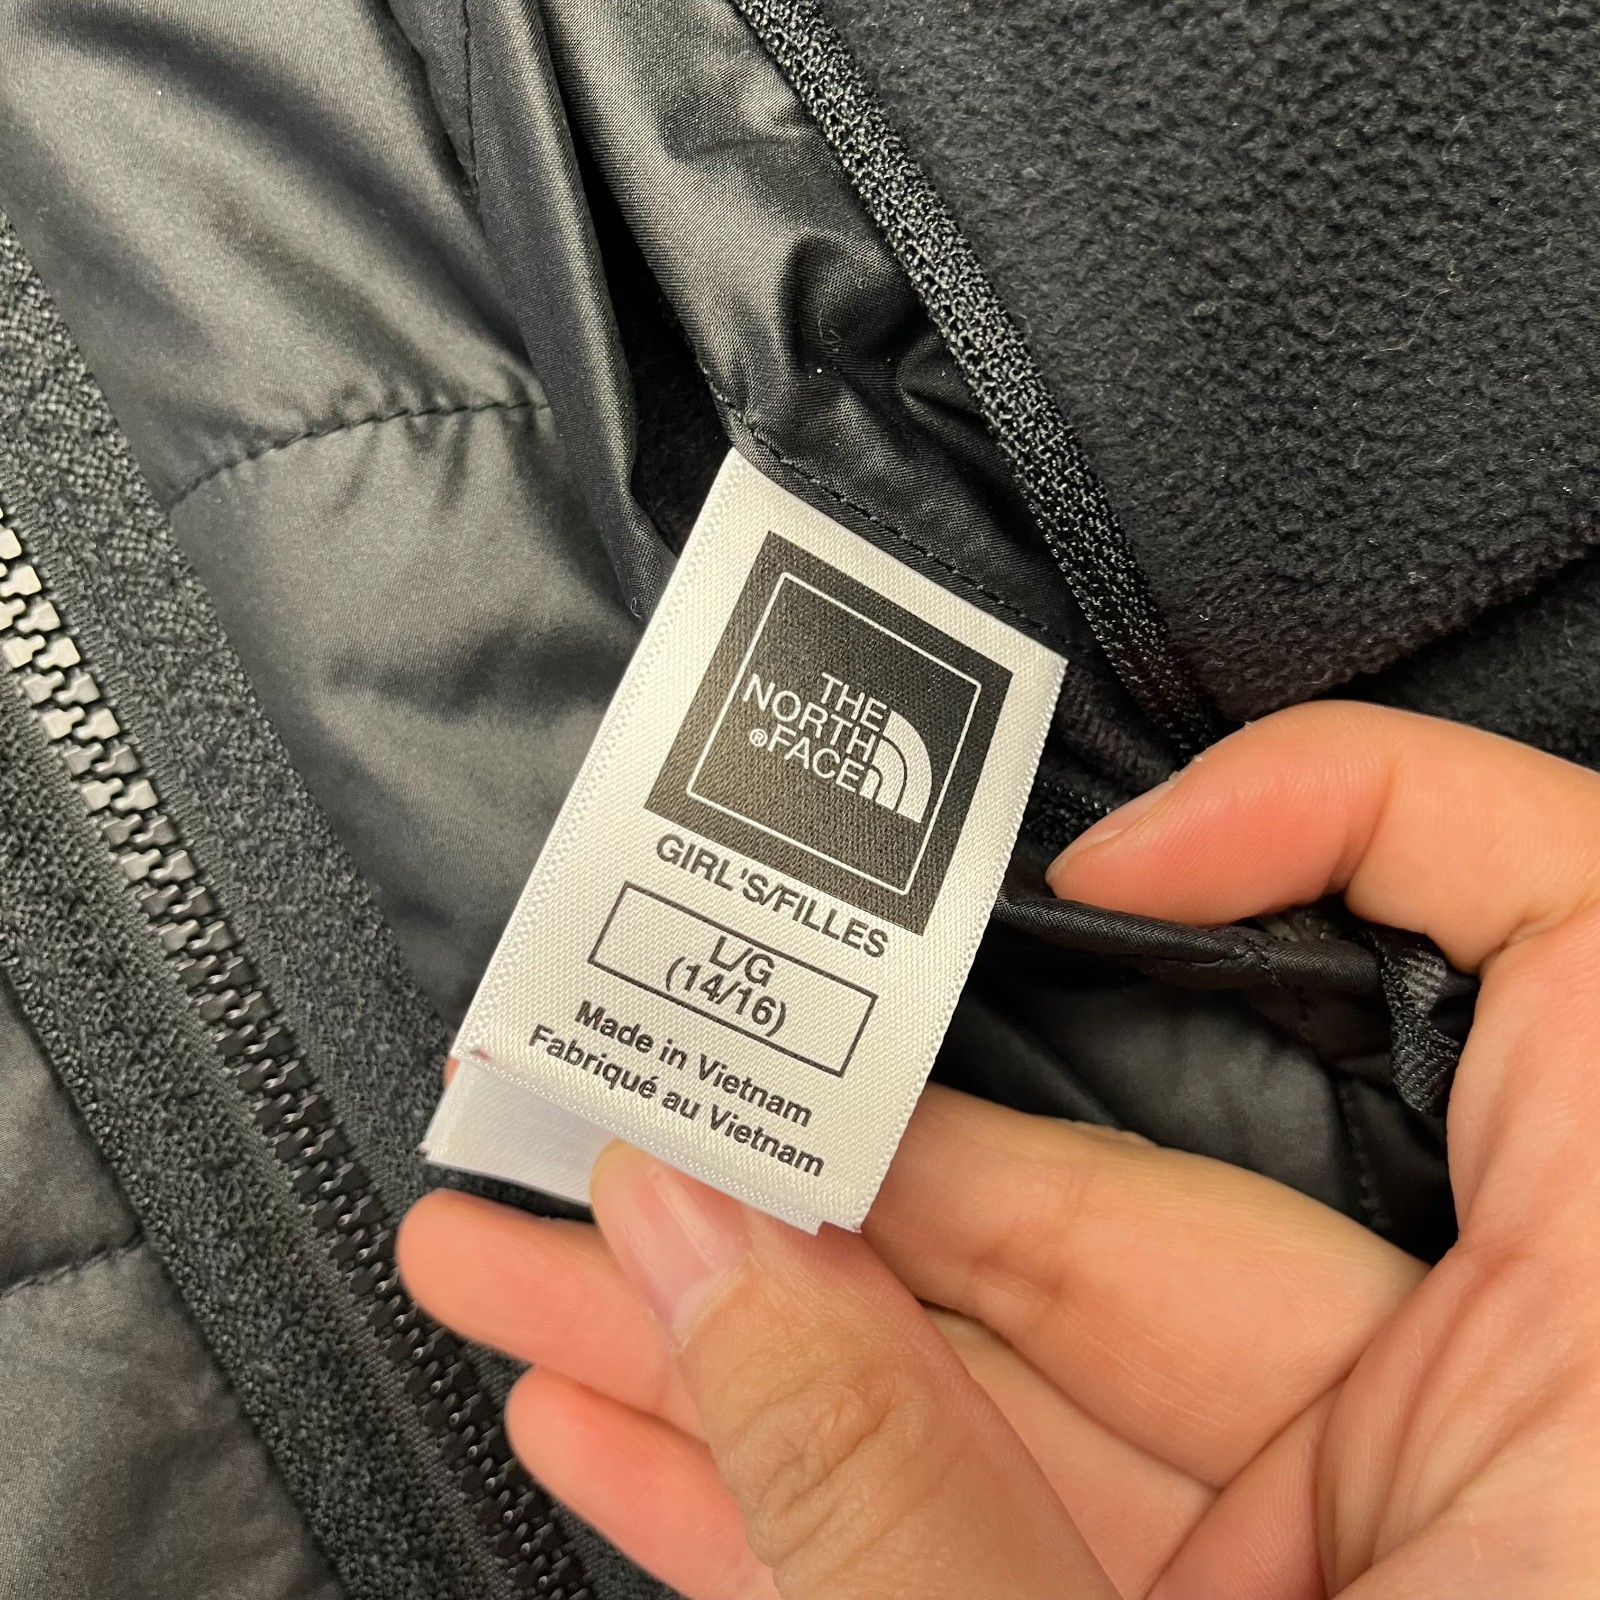 THE
NORTH
®FACE
GIRL'S/FILLES
L/G
(14/16)
Made in Vietnam
Fabriqué au Vietnam